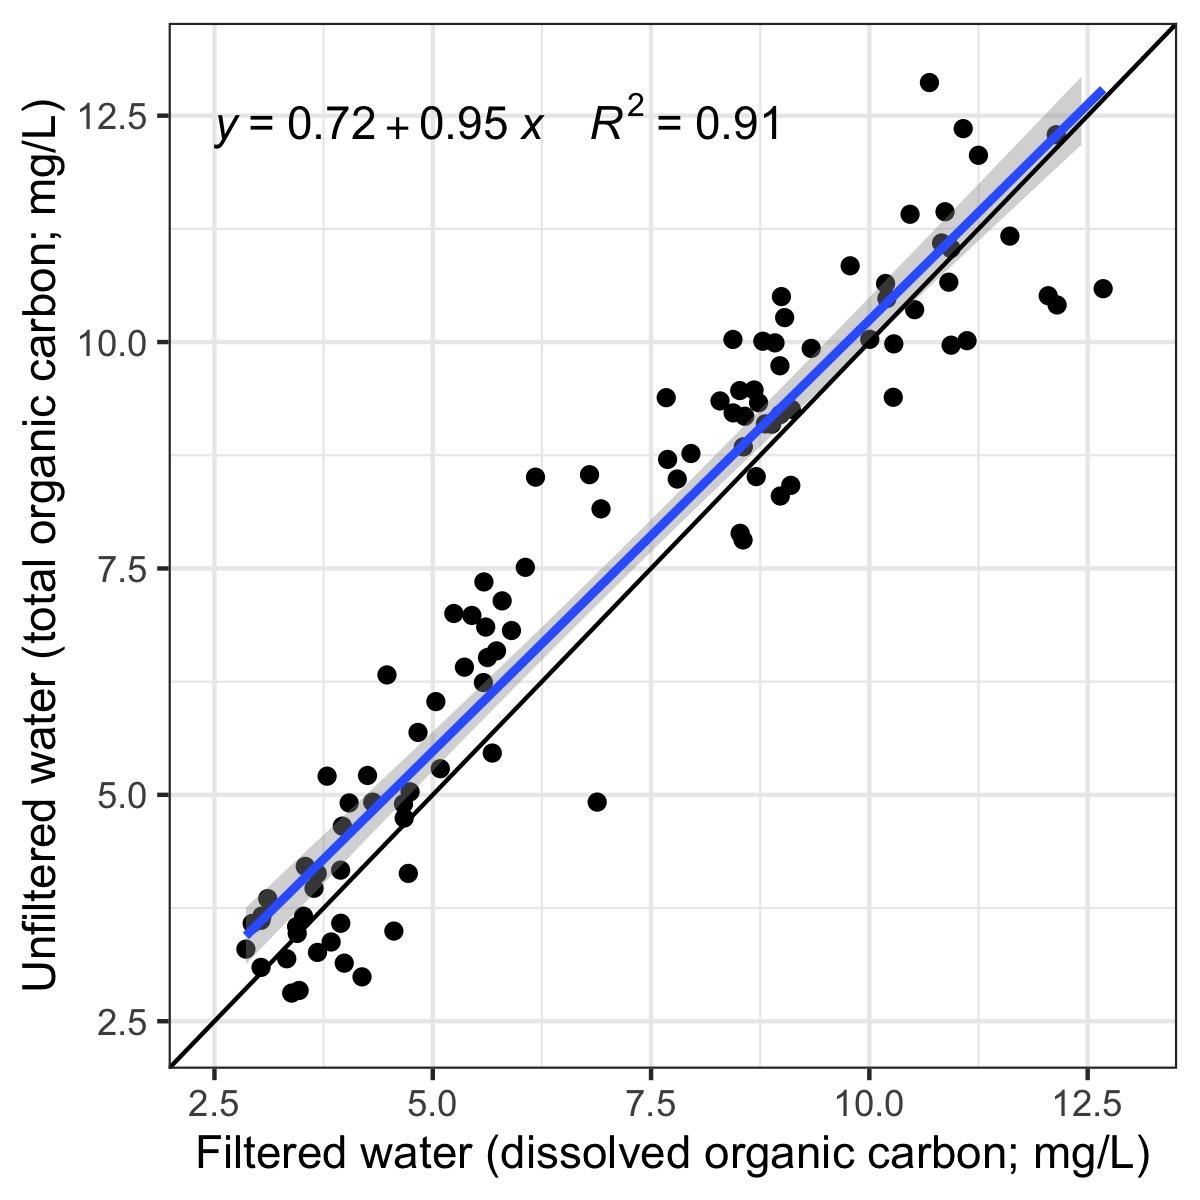 y = 0.72 + 0.95 x R² = 0.91
12.5
10.0
7.5
5.0
2.5
Unfiltered water (total organic carbon; mg/L)
2.5 5.0 7.5 10.0 12.5
Filtered water (dissolved organic carbon; mg/L)